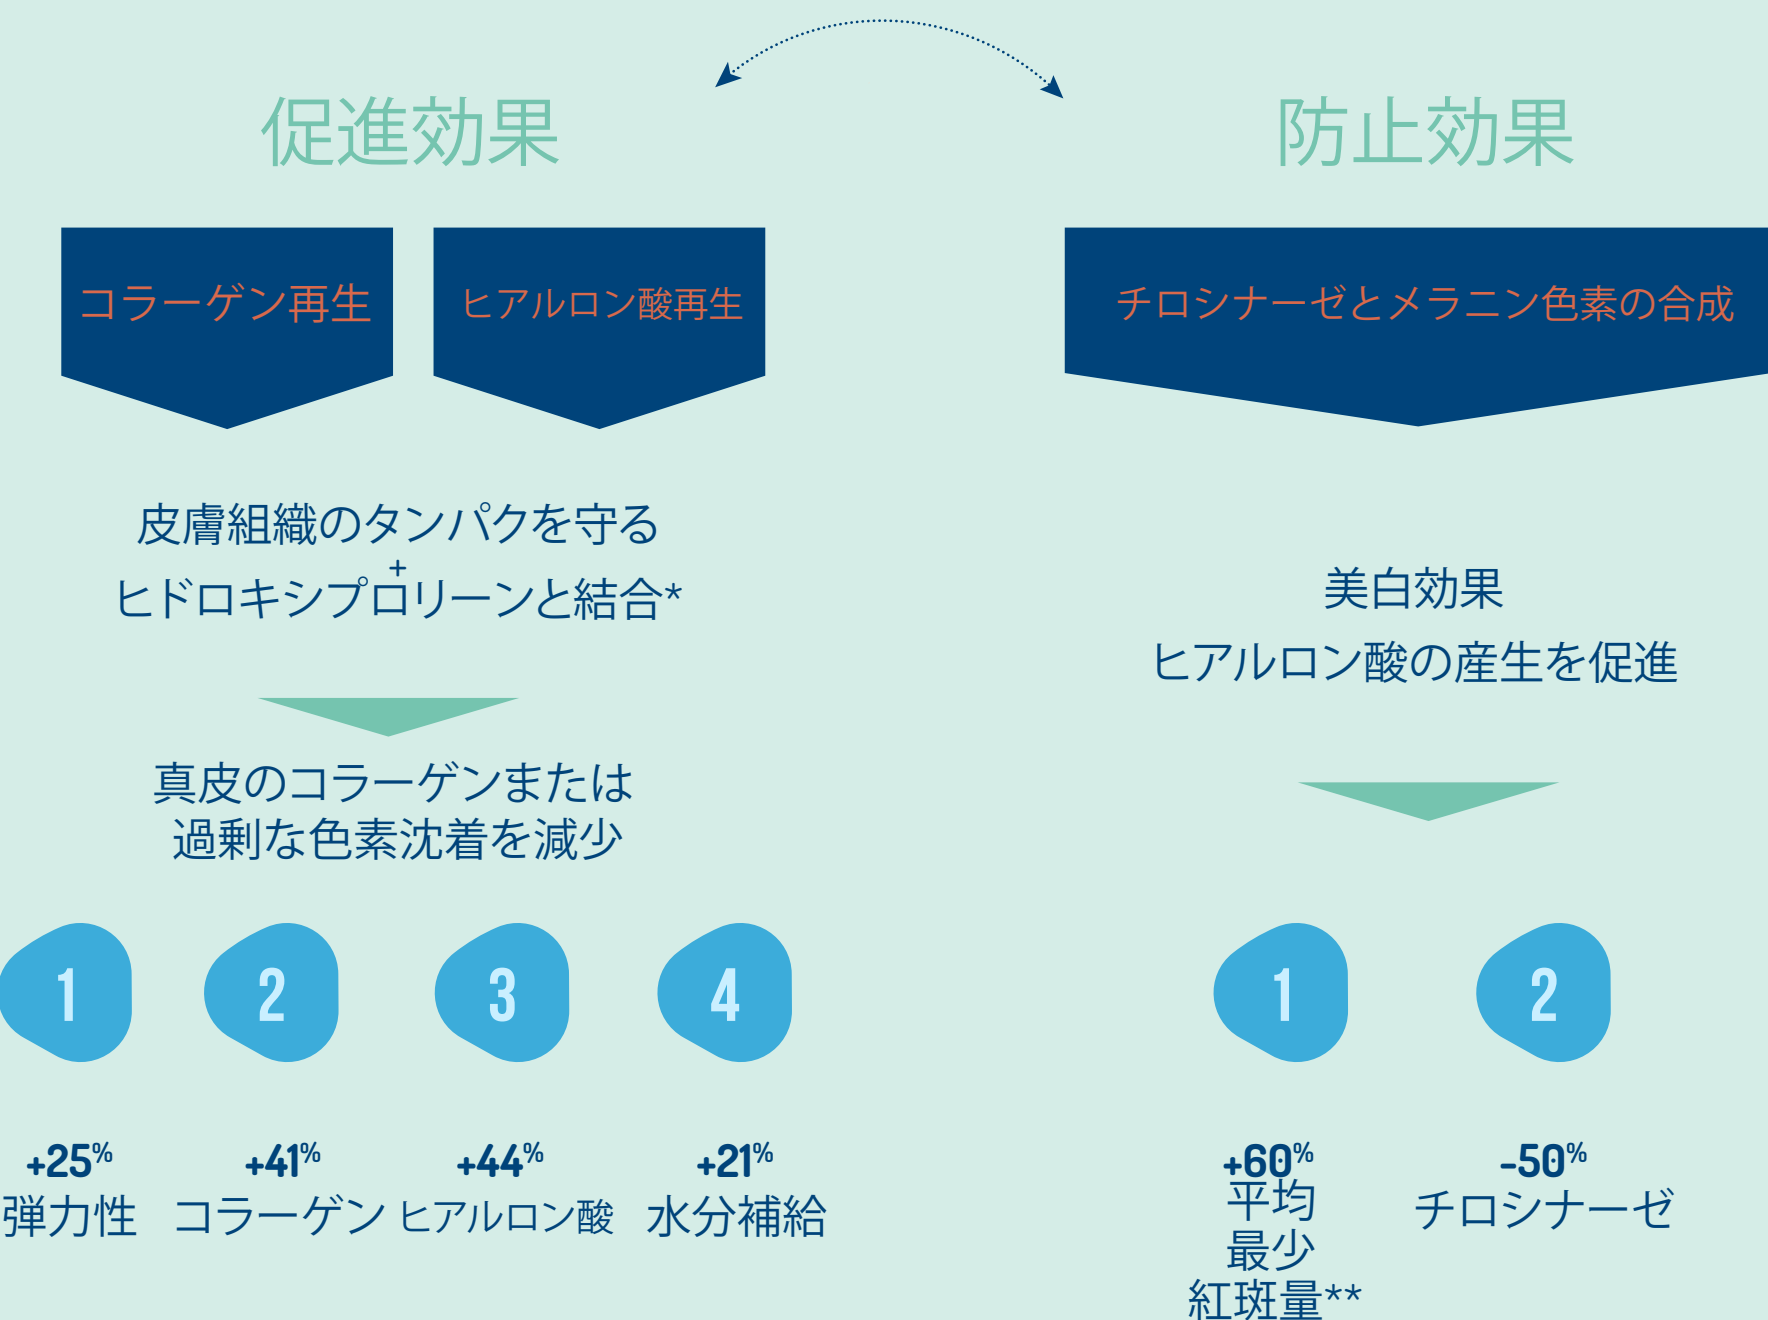 促進効果
防止効果
コラーゲン再生
ヒアルロン酸再生
チロシナーゼとメラニン色素の合成
皮膚組織のタンパクを守る
+
ヒドロキシプロリーンと結合*
真皮のコラーゲンまたは
過剰な色素沈着を減少
美白効果
ヒアルロン酸の産生を促進
1
2
3
4
+25%
弾力性
+41%
コラーゲン
+44%
ヒアルロン酸
+21%
水分補給
1
2
+60%
平均
最少
紅斑量**
-50%
チロシナーゼ